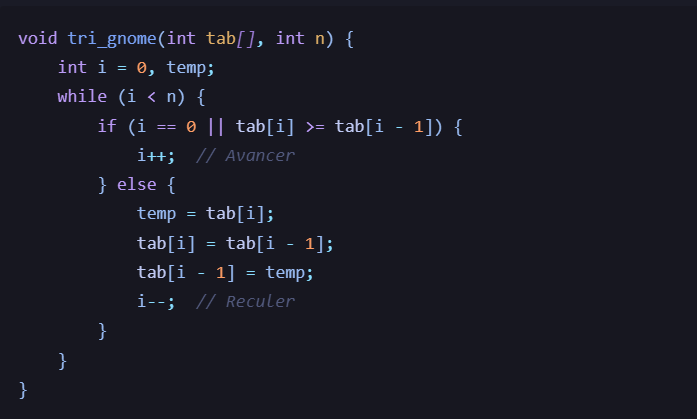 void tri_gnome(int tab[], int n) {
    int i = 0, temp;
    while (i < n) {
        if (i == 0 || tab[i] >= tab[i - 1]) {
            i++;  // Avancer
        } else {
            temp = tab[i];
            tab[i] = tab[i - 1];
            tab[i - 1] = temp;
            i--;  // Reculer
        }
    }
}